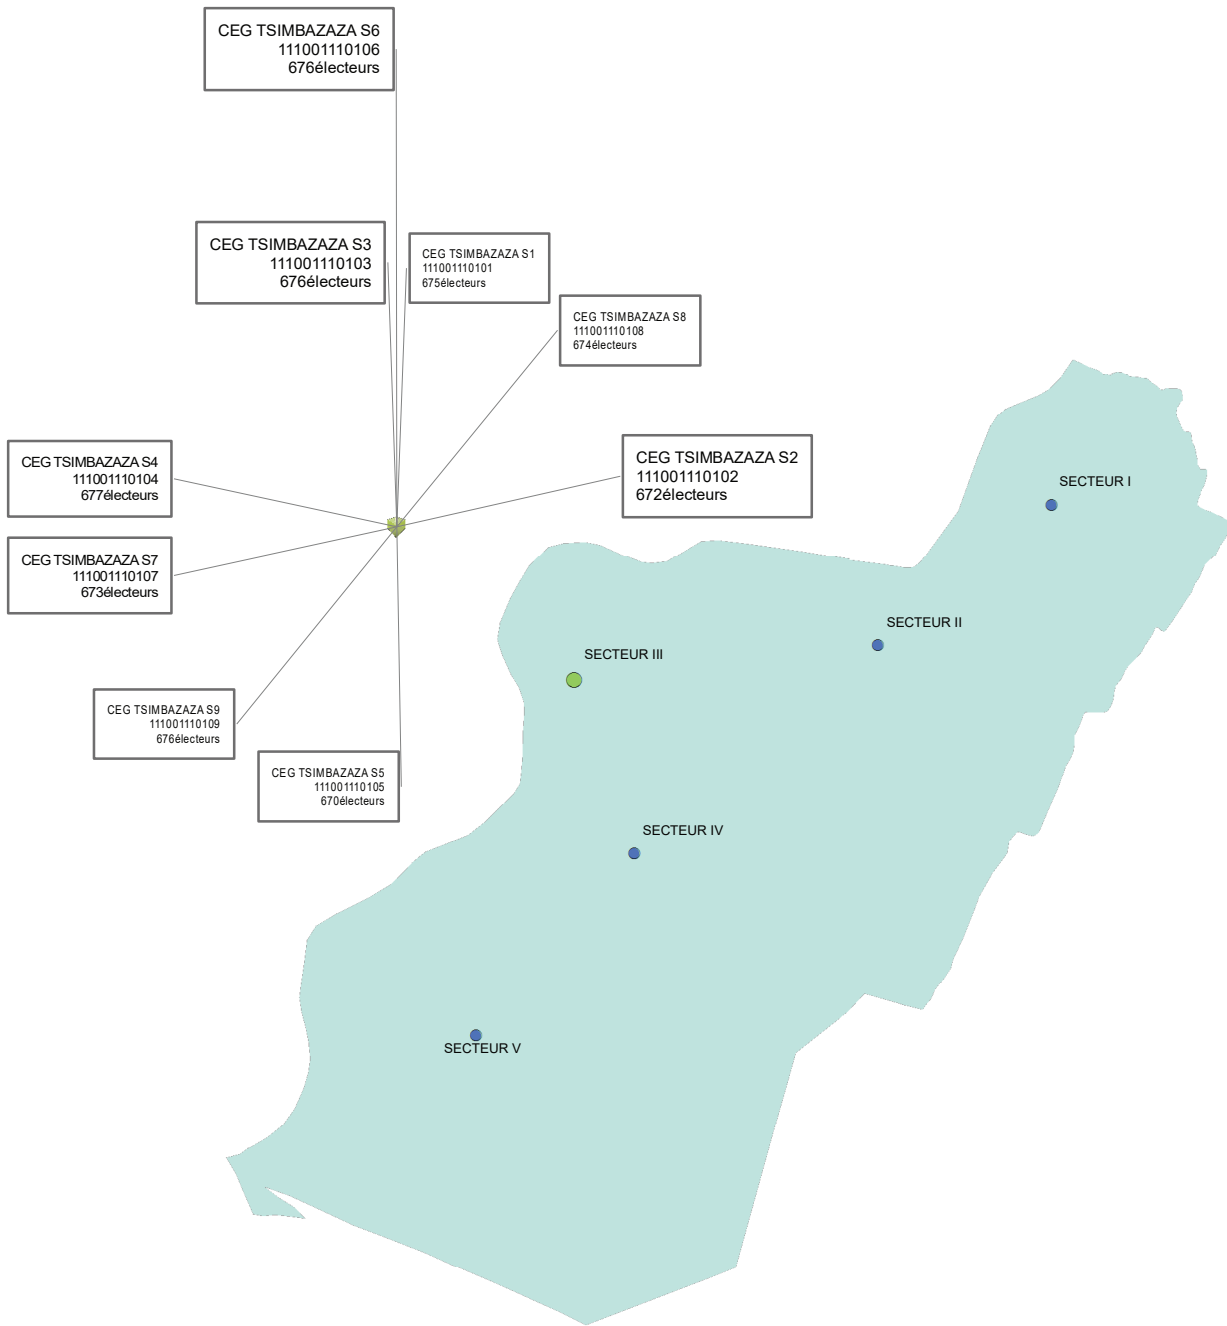 CEG TSIMBAZAZA S6
111001110106
676électeurs
CEG TSIMBAZAZA S3
111001110103
676électeurs
CEG TSIMBAZAZA S1
111001110101
675électeurs
CEG TSIMBAZAZA S8
111001110108
674électeurs
CEG TSIMBAZAZA S4
111001110104
677électeurs
CEG TSIMBAZAZA S2
111001110102
672électeurs
SECTEUR I
CEG TSIMBAZAZA S7
111001110107
673électeurs
SECTEUR II
SECTEUR III
CEG TSIMBAZAZA S9
111001110109
676électeurs
CEG TSIMBAZAZA S5
111001110105
670électeurs
SECTEUR IV
SECTEUR V